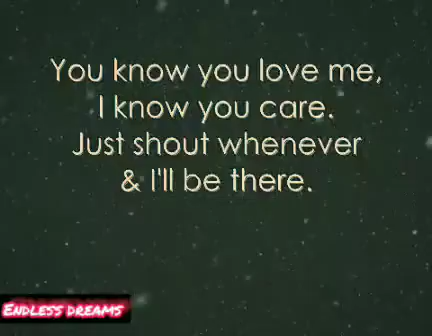 You know you love me,
I know you care.
Just shout whenever
& I'll be there.
ENDLESS DREAMS